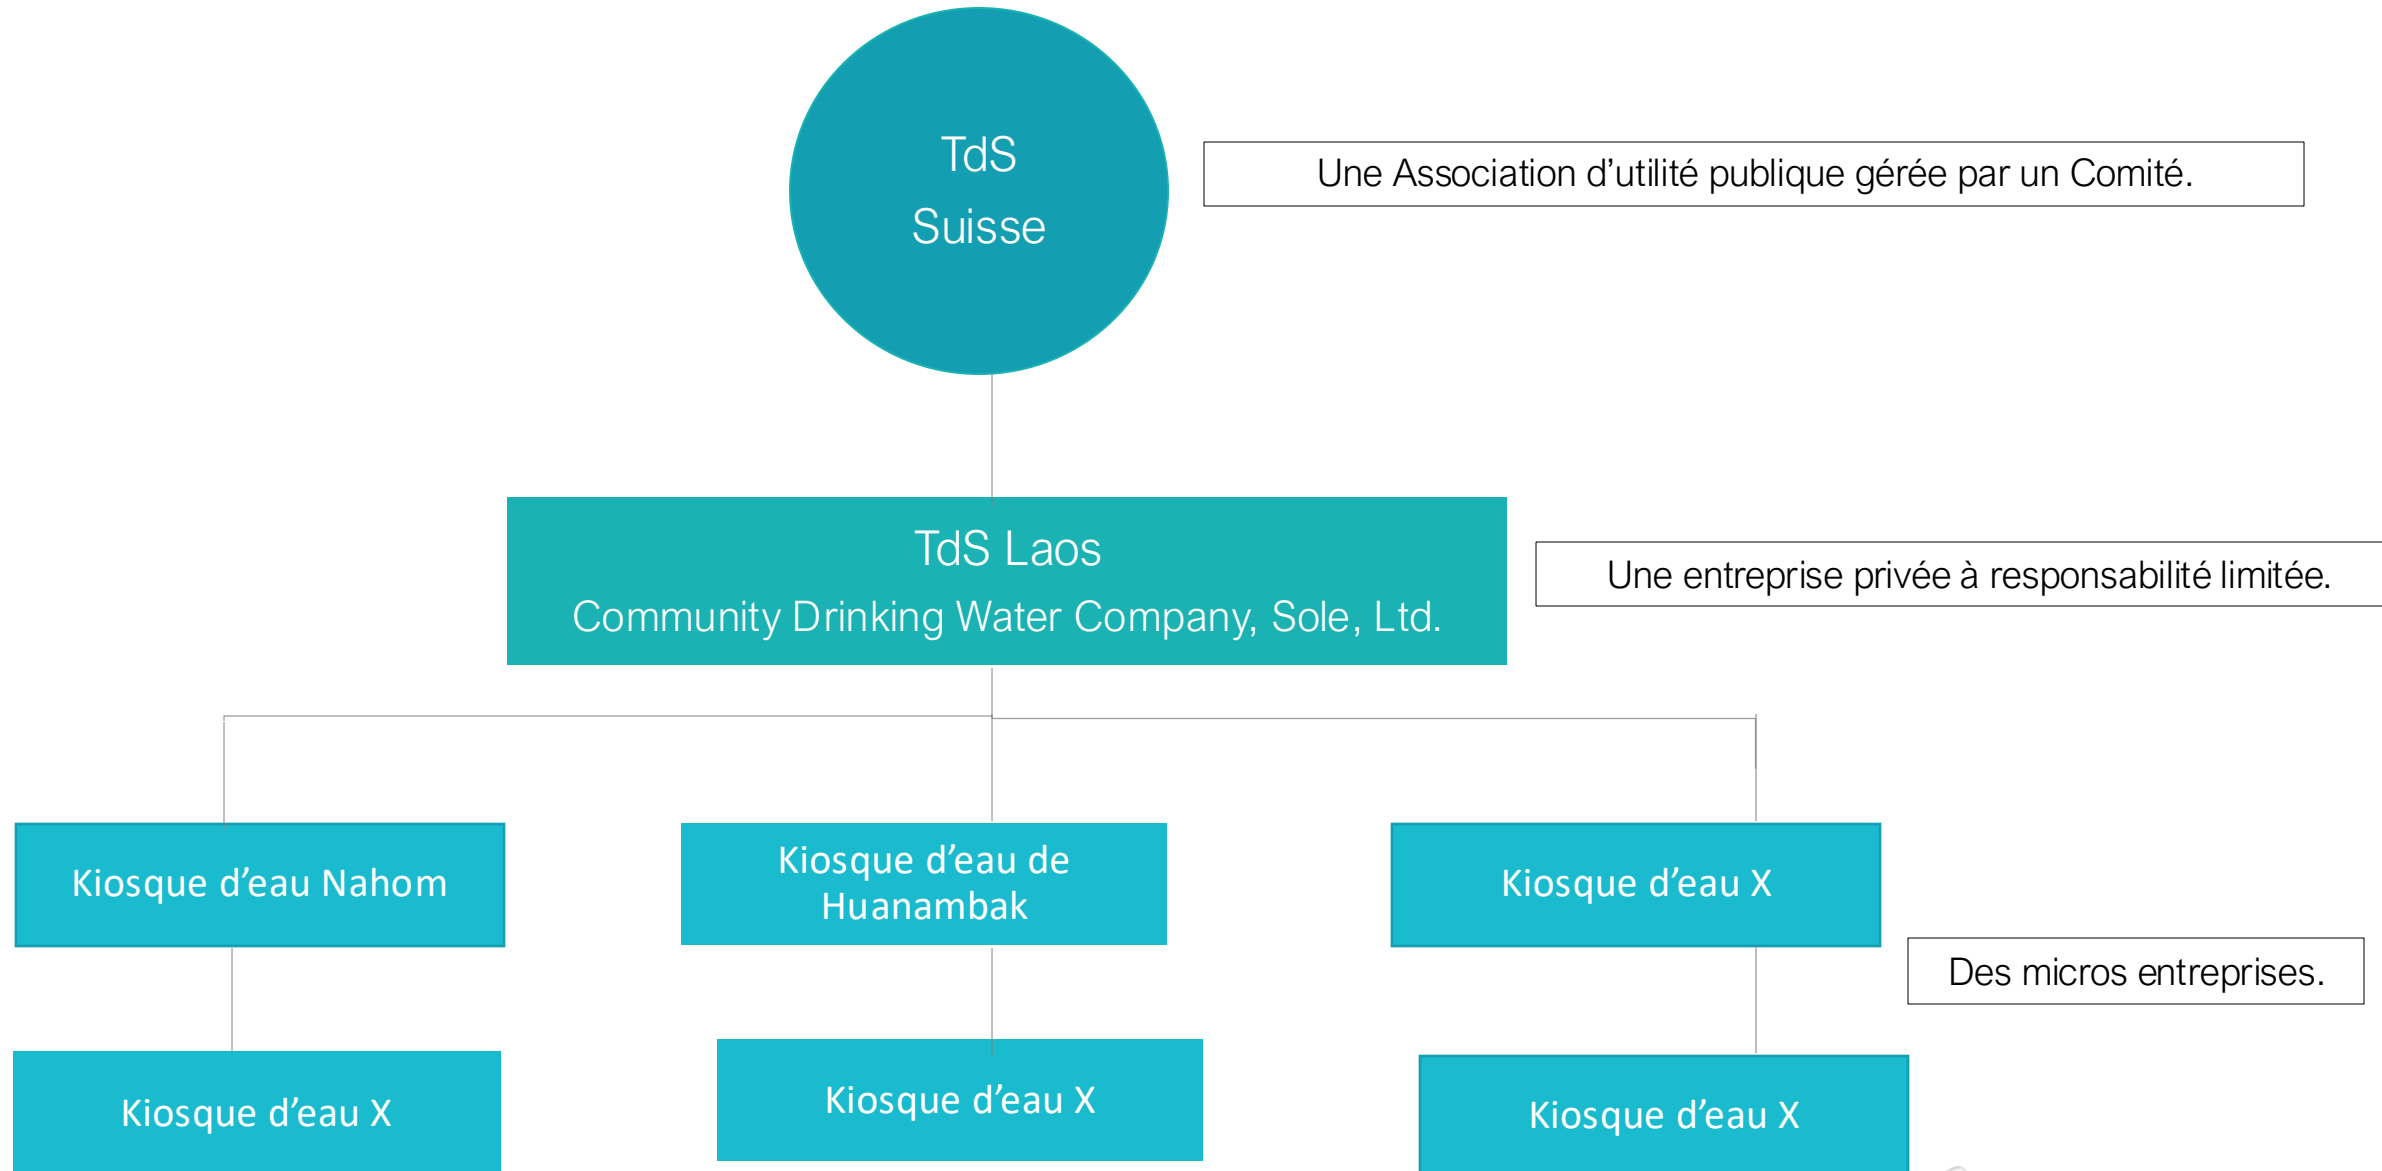 TdS
Suisse
Une Association d’utilité publique gérée par un Comité.
TdS Laos
Community Drinking Water Company, Sole, Ltd.
Une entreprise privée à responsabilité limitée.
Kiosque d’eau Nahom
Kiosque d’eau de
Huanambak
Kiosque d’eau X
Des micros entreprises.
Kiosque d’eau X
Kiosque d’eau X
Kiosque d’eau X